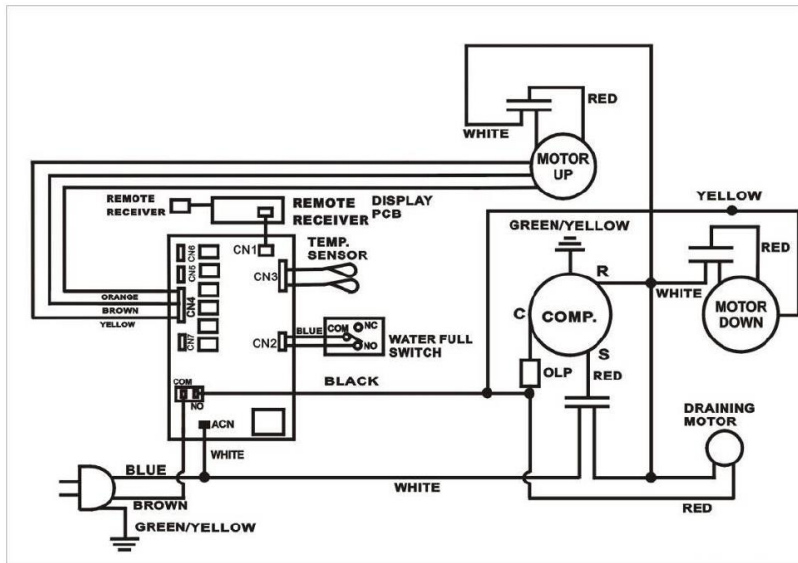 RED
WHITE
MOTOR
UP
REMOTE
RECEIVER
REMOTE
RECEIVER
DISPLAY
PCB
YELLOW
GREEN/YELLOW
CN1
TEMP.
SENSOR
CN6
CN5
CN3
R
RED
WHITE
MOTOR
DOWN
ORANGE
BROWN
YELLOW
CN4
CN7
C
COMP.
S
CN2
BLUE
COM
NC
NO
WATER FULL
SWITCH
OLP
RED
BLACK
COM
NO
ACN
DRAINING
MOTOR
WHITE
BLUE
WHITE
BROWN
RED
GREEN/YELLOW